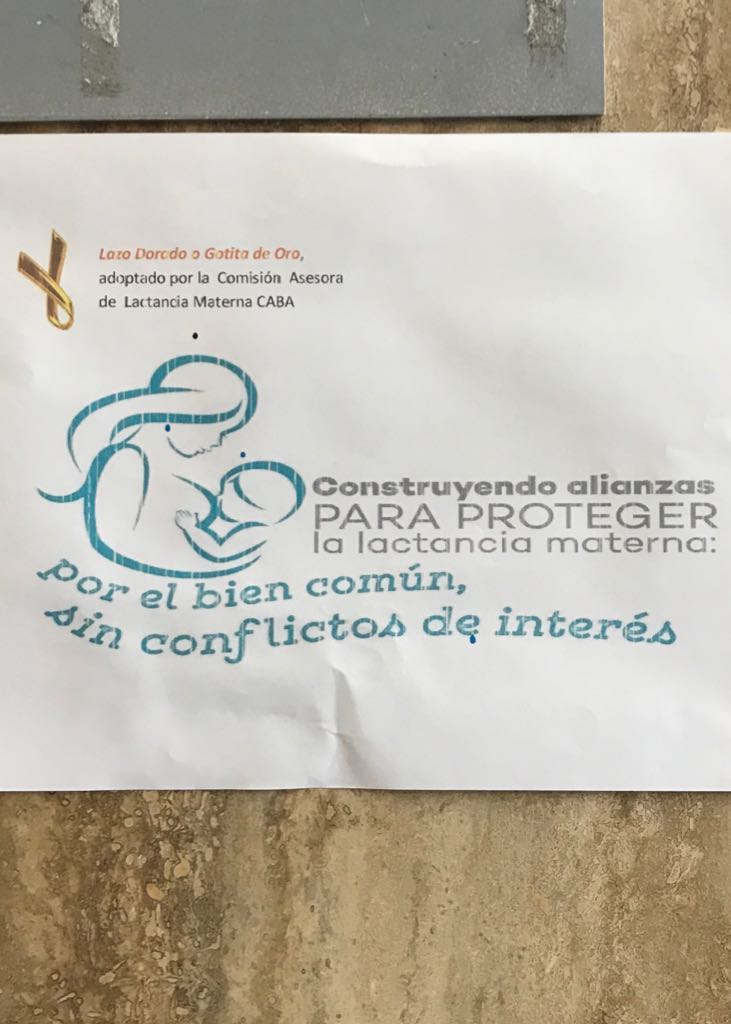 Lazo Dorado o Gotita de Oro,
adoptado por la Comisión Asesora
de Lactancia Materna CABA
Construyendo alianzas
PARA PROTEGER
la lactancia materna:
por el bien común,
sin conflictos de interés